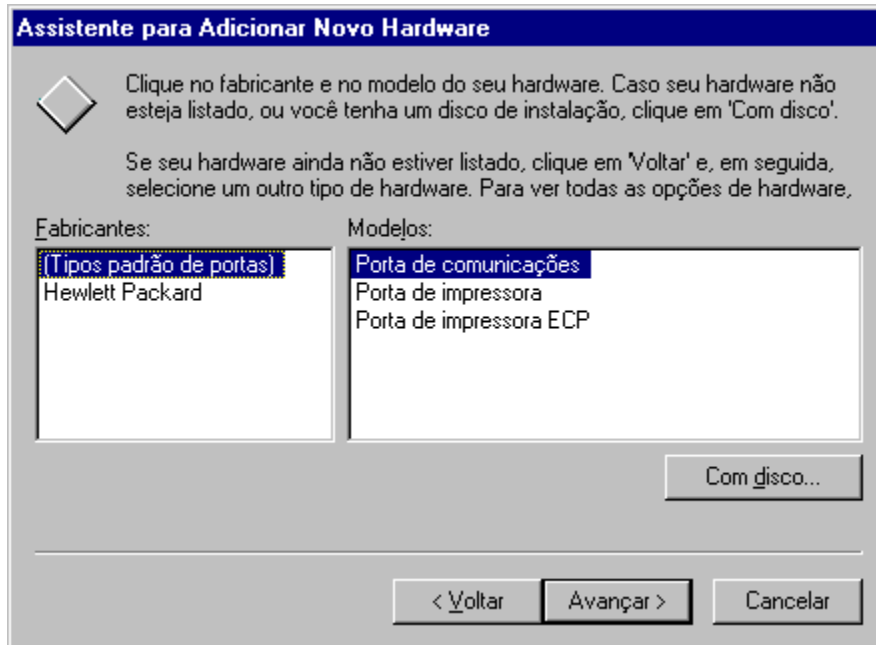 Assistente para Adicionar Novo Hardware
Clique no fabricante e no modelo do seu hardware. Caso seu hardware não
esteja listado, ou você tenha um disco de instalação, clique em 'Com disco'.
Se seu hardware ainda não estiver listado, clique em 'Voltar' e, em seguida,
selecione um outro tipo de hardware. Para ver todas as opções de hardware,
Fabricantes:
Modelos:
(Tipos padrão de portas)
Hewlett Packard
Porta de comunicações
Porta de impressora
Porta de impressora ECP
Com disco...
< Voltar
Avançar >
Cancelar